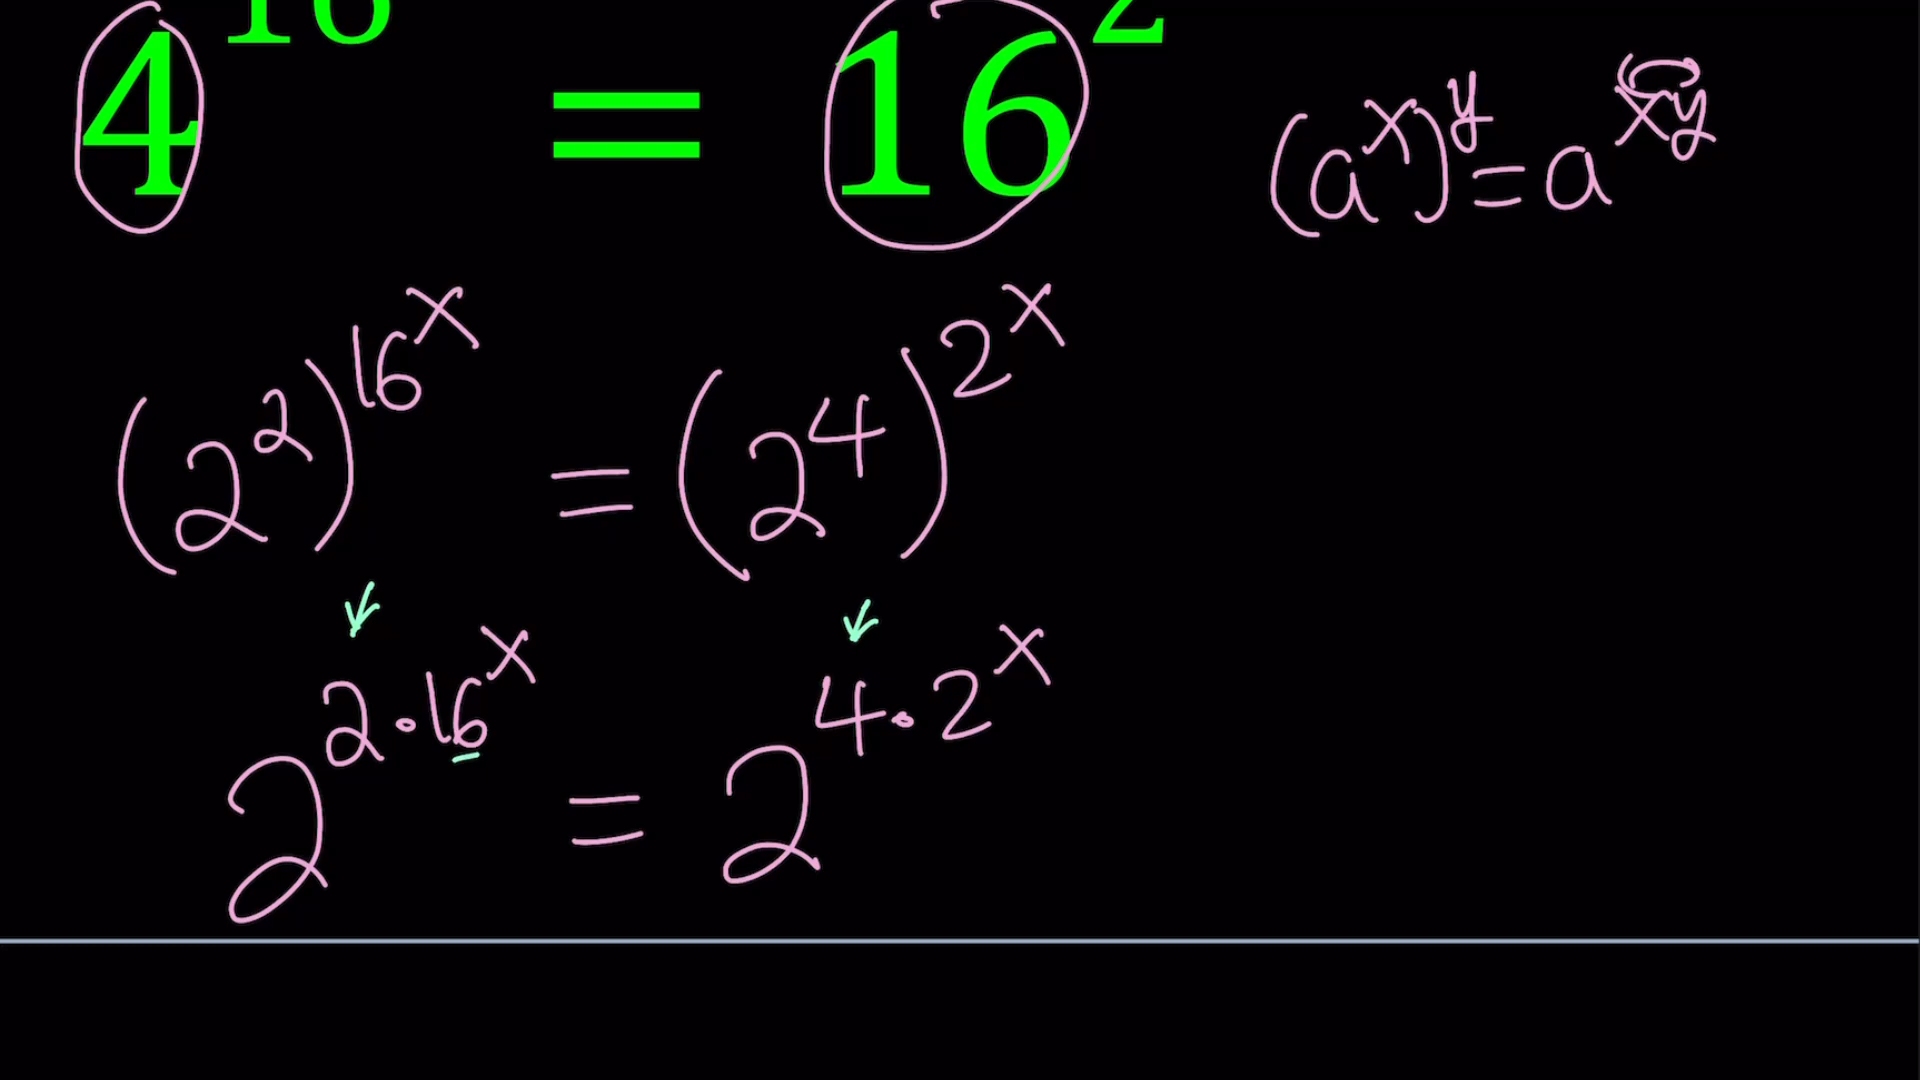 4^16 = 16^2
(a^x)^y = a^xy
(2^2)^16^x = (2^4)^2^x
2^2·16^x = 2^4·2^x